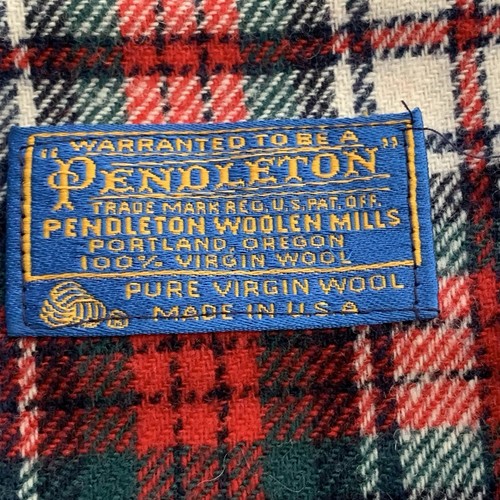 WARRANTED TO BE A
"PENDLETON"
TRADE MARK REG. U.S. PAT. OFF.
PENDLETON WOOLEN MILLS
PORTLAND, OREGON
100% VIRGIN WOOL
PURE VIRGIN WOOL
® MADE IN U.S.A